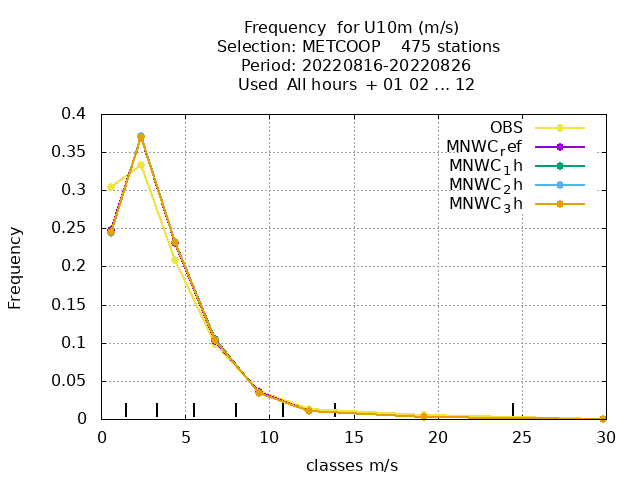 Frequency  for U10m (m/s)
Selection: METCOOP    475 stations
Period: 20220816-20220826
Used  All hours  + 01 02 ... 12
OBS
MNWC_ref
MNWC_1h
MNWC_2h
MNWC_3h
Frequency
0.4
0.35
0.3
0.25
0.2
0.15
0.1
0.05
0
0 5 10 15 20 25 30
classes m/s